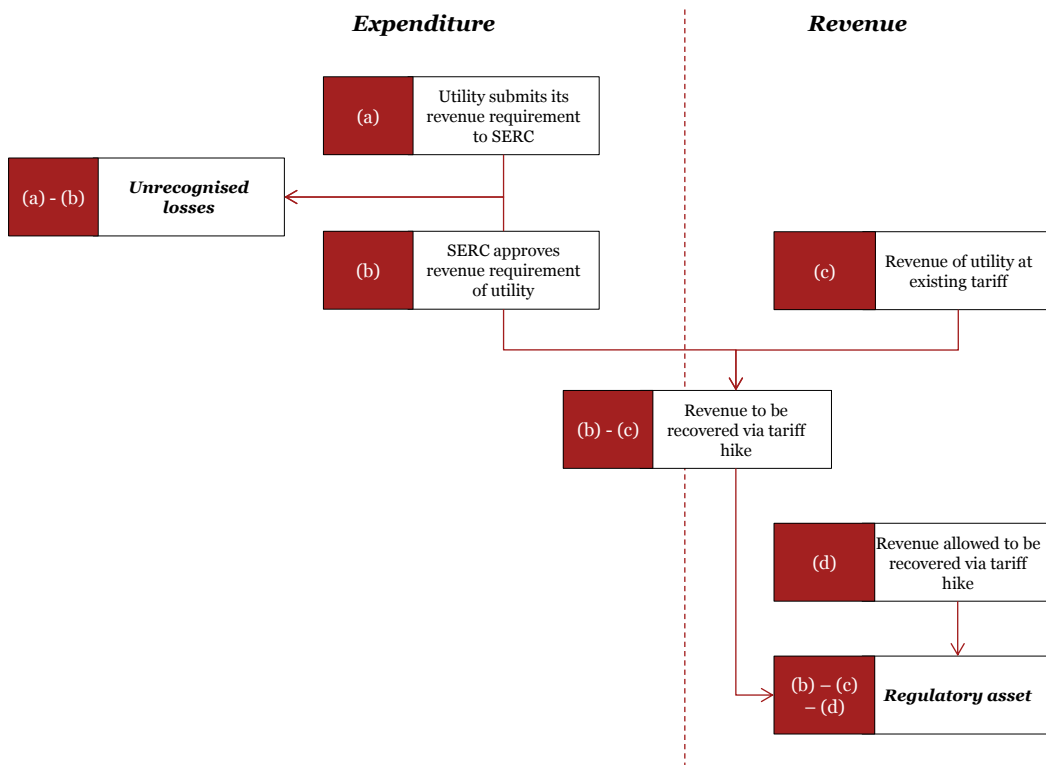 Expenditure
Revenue
(a)
Utility submits its
revenue requirement
to SERC
(a) - (b)
Unrecognised
losses
(b)
SERC approves
revenue requirement
of utility
(c)
Revenue of utility at
existing tariff
(b) - (c)
Revenue to be
recovered via tariff
hike
(d)
Revenue allowed to be
recovered via tariff
hike
(b) – (c)
– (d)
Regulatory asset